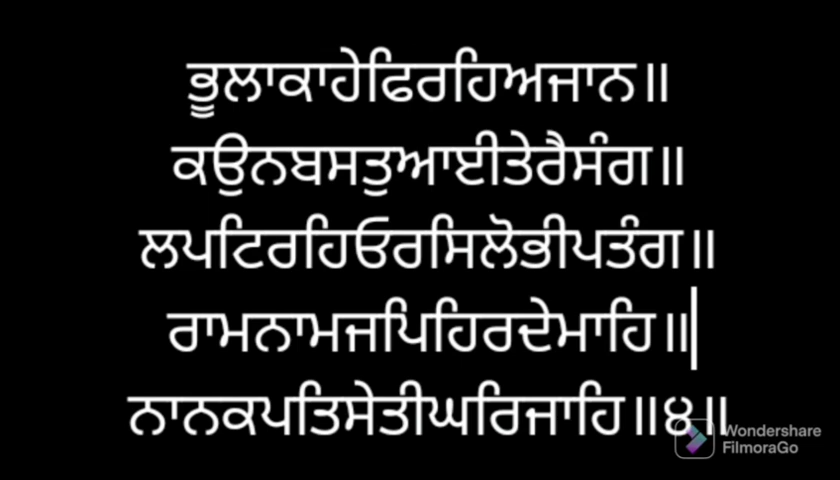 ਭੂਲਾਕਾਹੇਫਿਰਹਿਅਜਾਨ॥
ਕਉਨਬਸਤੁਆਈਤੇਰੈਸੰਗ॥
ਲਪਟਿਰਹਿਓਰਸਿਲੋਭੀਪਤੰਗ॥
ਰਾਮਨਾਮਜਪਿਹਿਰਦੇਮਾਹਿ॥
ਨਾਨਕਪਤਿਸੇਤੀਘਰਿਜਾਹਿ॥੪॥
Wondershare
FilmoraGo